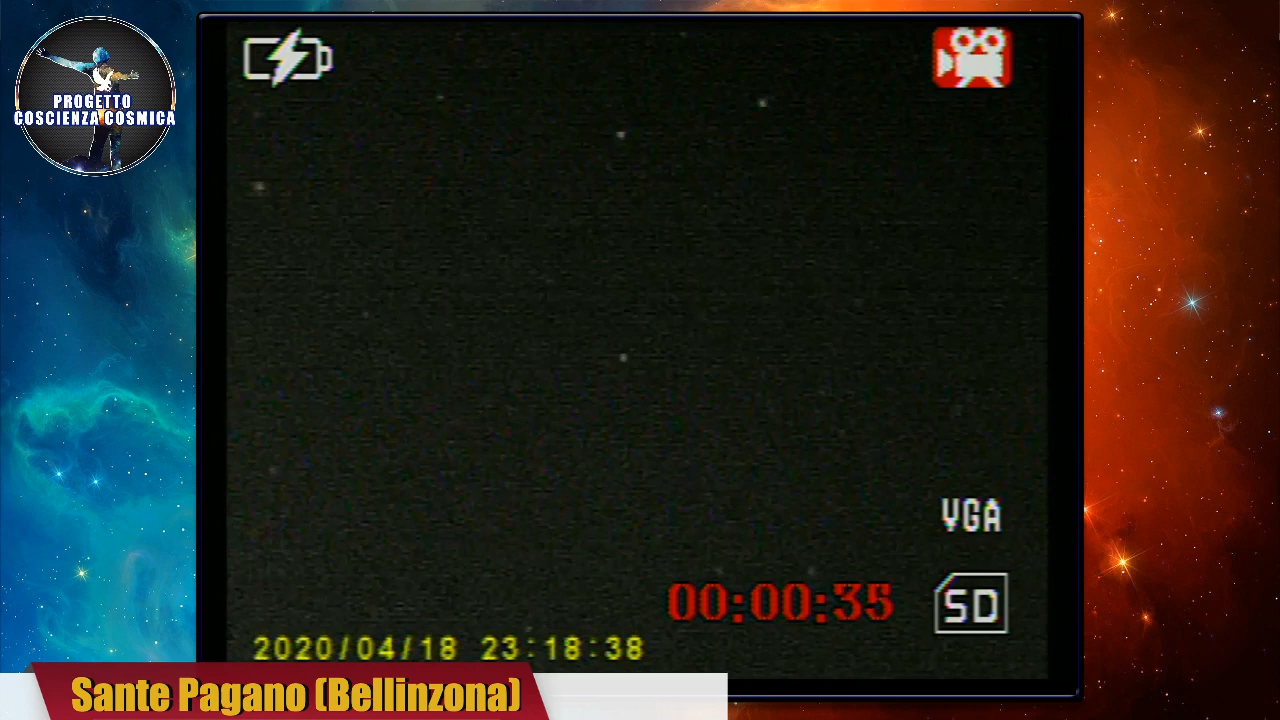 PROGETTO
COSCIENZA COSMICA
VGA
00:00:35
SD
2020/04/18 23:18:38
Sante Pagano (Bellinzona)